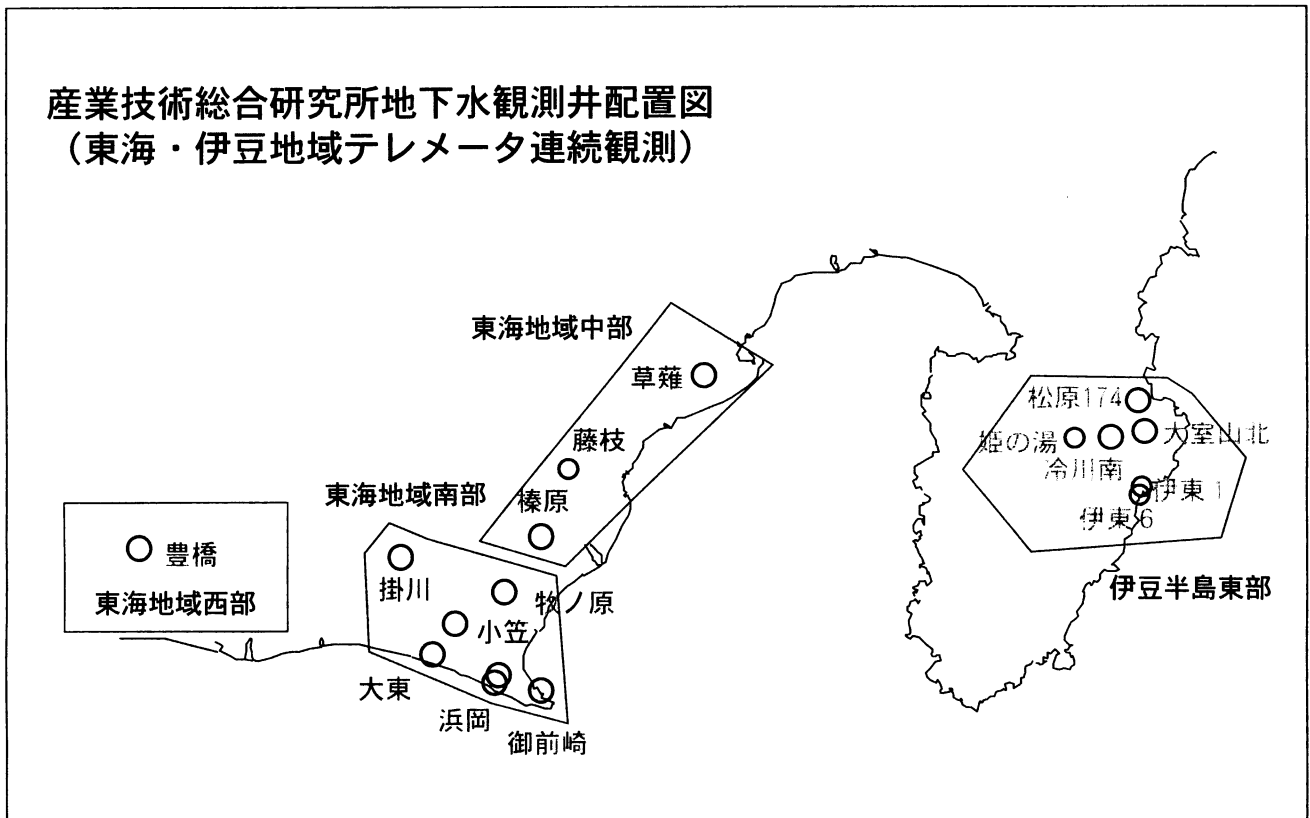 産業技術総合研究所地下水観測井配置図
（東海・伊豆地域テレメータ連続観測）
東海地域中部
草薙
藤枝
榛原
東海地域南部
掛川
牧ノ原
小笠
大東
浜岡
御前崎
豊橋
東海地域西部
松原174
姫の湯
大室山北
冷川南
伊東1
伊東6
伊豆半島東部